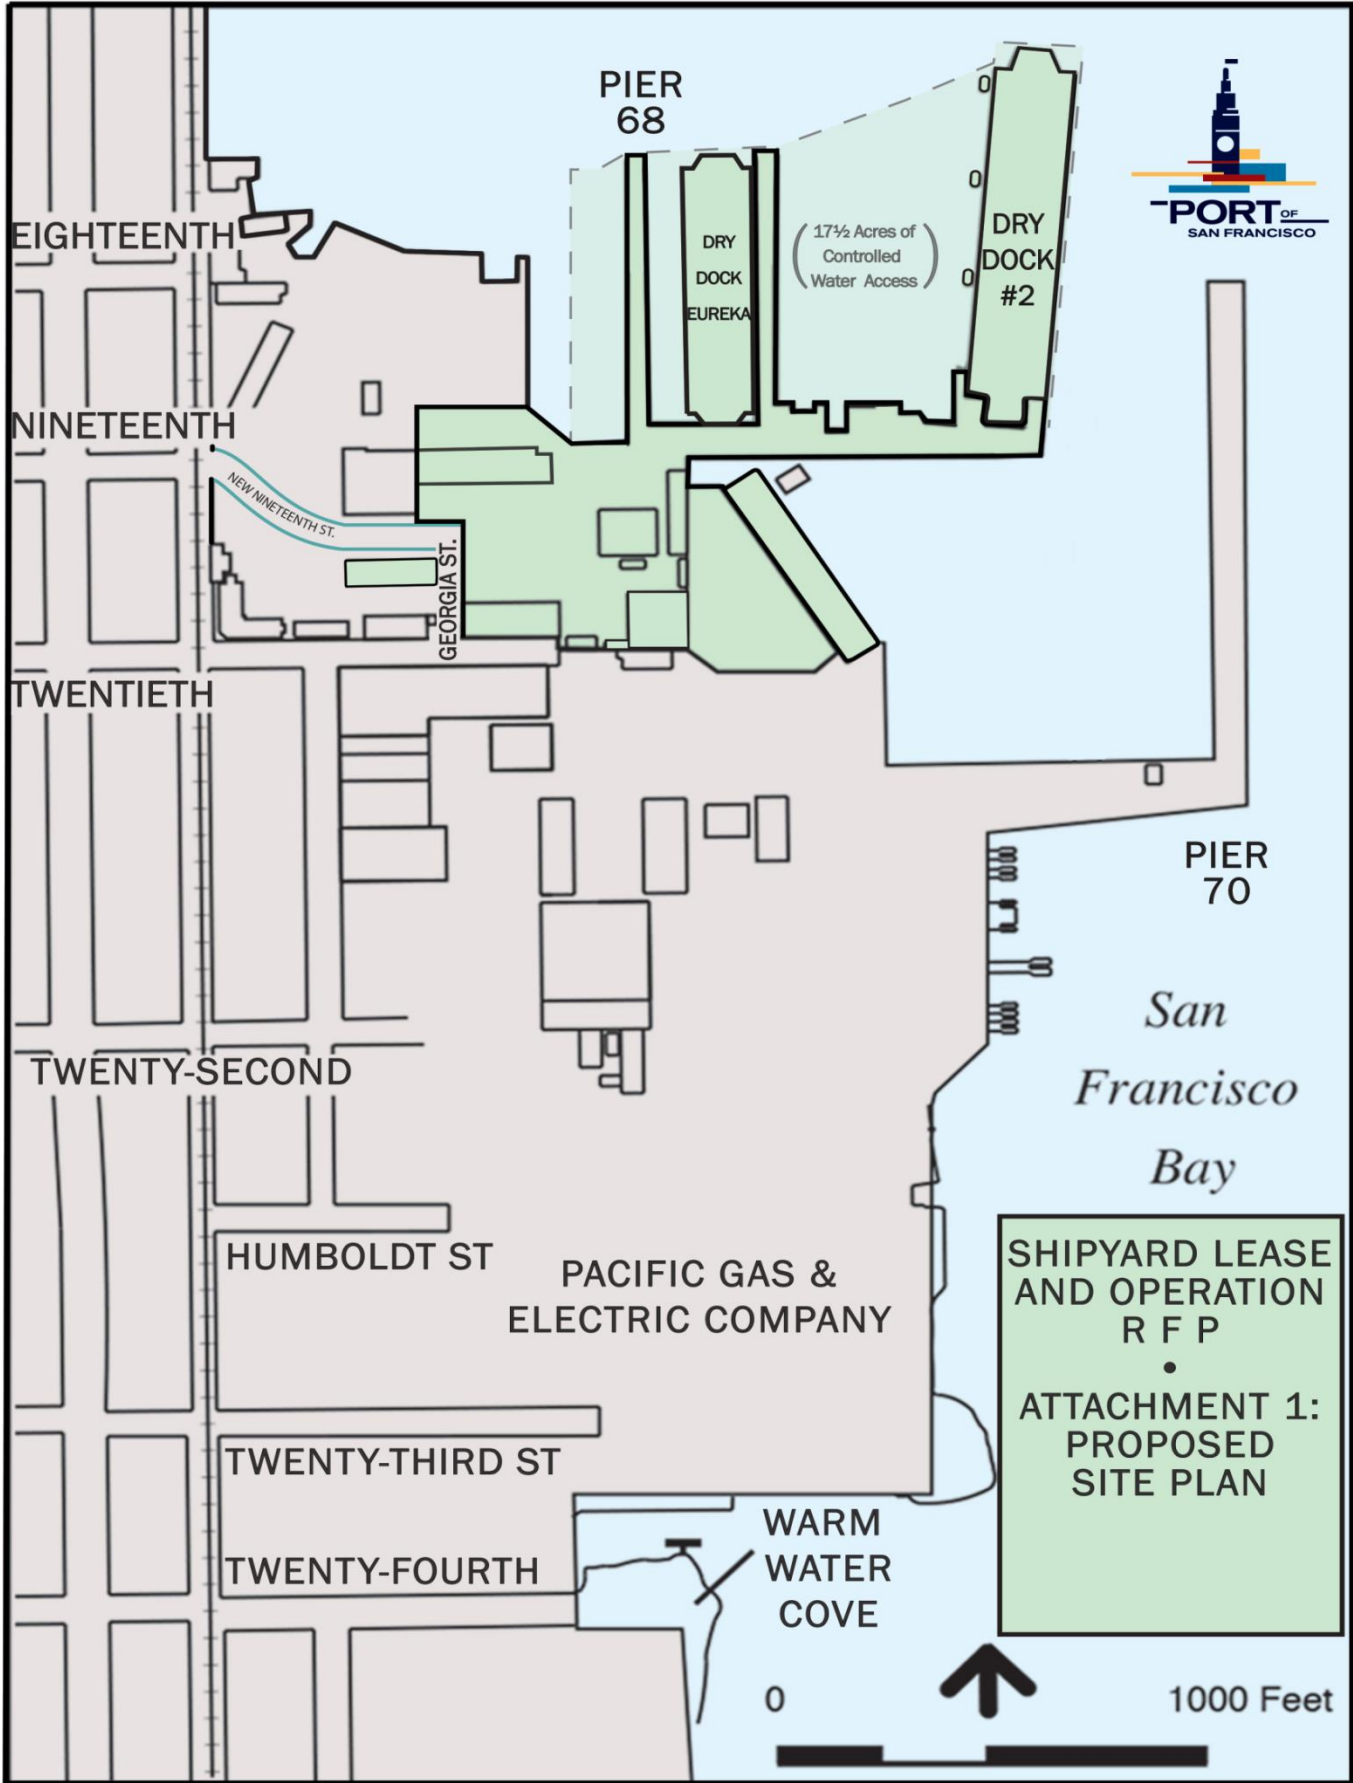 PIER
68
PORT OF
SAN FRANCISCO
EIGHTEENTH
DRY
DOCK
EUREKA
(17½ Acres of
Controlled
Water Access)
DRY
DOCK
#2
NINETEENTH
NEW NINETEENTH ST.
GEORGIA ST.
TWENTIETH
PIER
70
San
Francisco
Bay
TWENTY-SECOND
HUMBOLDT ST
PACIFIC GAS &
ELECTRIC COMPANY
SHIPYARD LEASE
AND OPERATION
R F P
•
ATTACHMENT 1:
PROPOSED
SITE PLAN
TWENTY-THIRD ST
WARM
WATER
COVE
TWENTY-FOURTH
0
1000 Feet